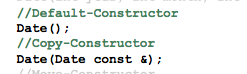 //Default-Constructor
Date();
//Copy-Constructor
Date(Date const &);